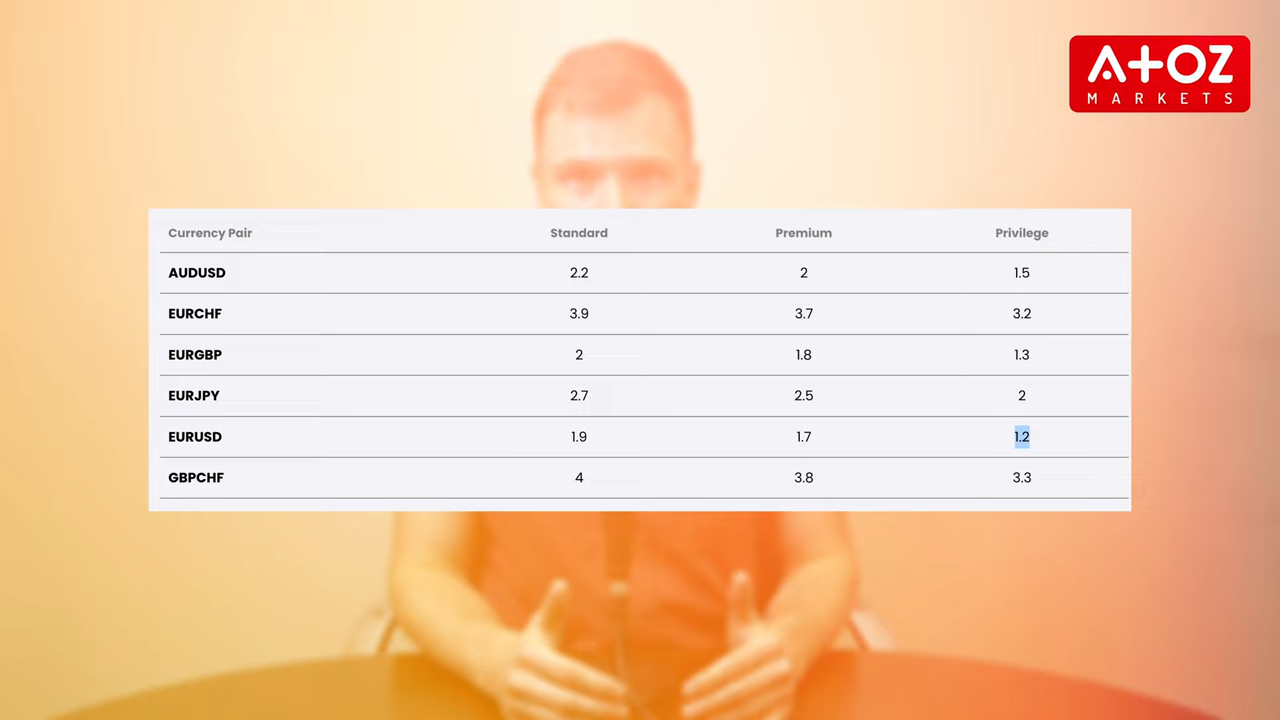 A+OZ
MARKETS
Currency Pair Standard Premium Privilege
AUDUSD 2.2 2 1.5
EURCHF 3.9 3.7 3.2
EURGBP 2 1.8 1.3
EURJPY 2.7 2.5 2
EURUSD 1.9 1.7 1.2
GBPCHF 4 3.8 3.3